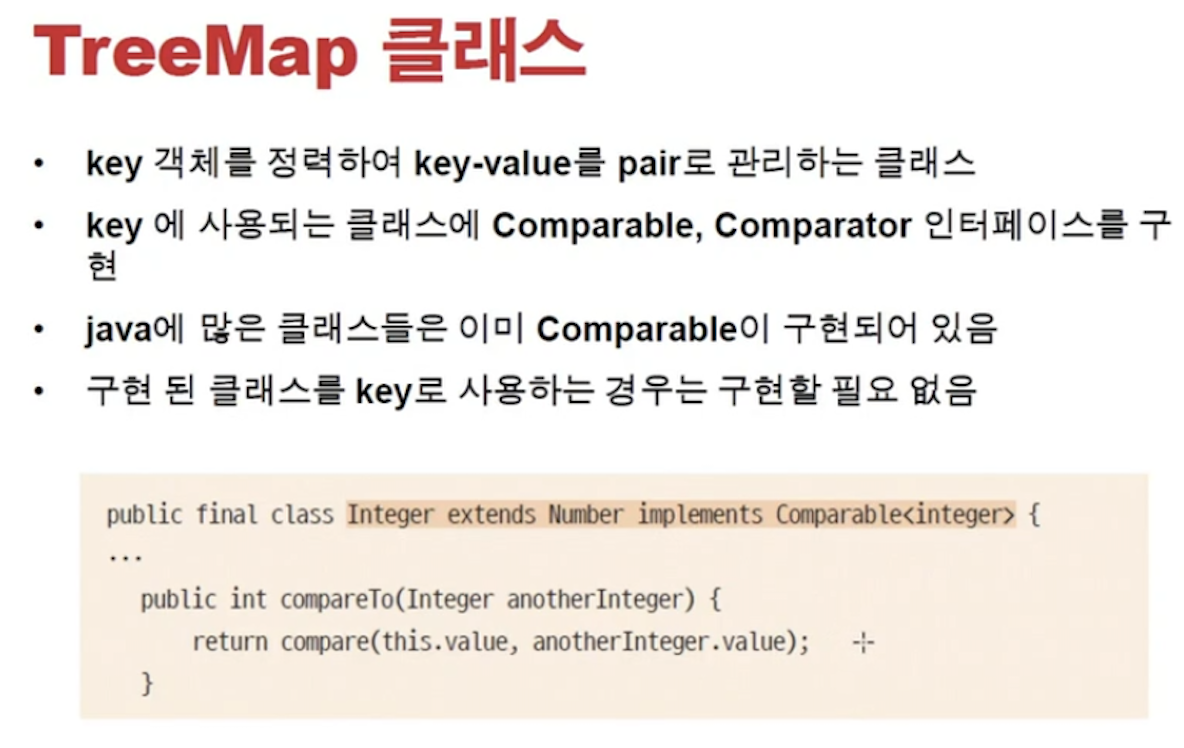 TreeMap 클래스
• key 객체를 정력하여 key-value를 pair로 관리하는 클래스
• key 에 사용되는 클래스에 Comparable, Comparator 인터페이스를 구
현
• java에 많은 클래스들은 이미 Comparable이 구현되어 있음
• 구현 된 클래스를 key로 사용하는 경우는 구현할 필요 없음
public final class Integer extends Number implements Comparable<integer> {
...
public int compareTo(Integer anotherInteger) {
return compare(this.value, anotherInteger.value);
}